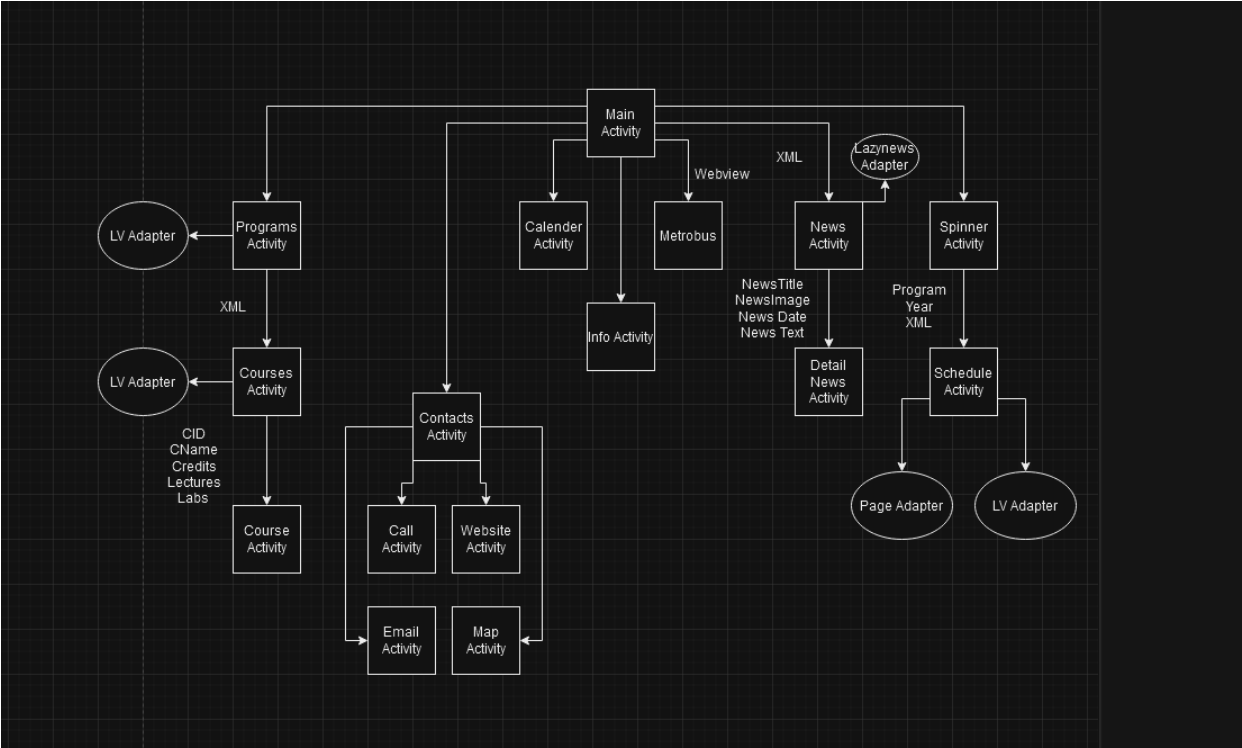 Main
Activity
Lazynews
Adapter
XML
Webview
LV Adapter
Programs
Activity
Calender
Activity
Metrobus
News
Activity
Spinner
Activity
XML
NewsTitle
NewsImage
News Date
News Text
Program
Year
XML
Info Activity
LV Adapter
Courses
Activity
Detail
News
Activity
Schedule
Activity
Contacts
Activity
CID
CName
Credits
Lectures
Labs
Course
Activity
Call
Activity
Website
Activity
Page Adapter
LV Adapter
Email
Activity
Map
Activity